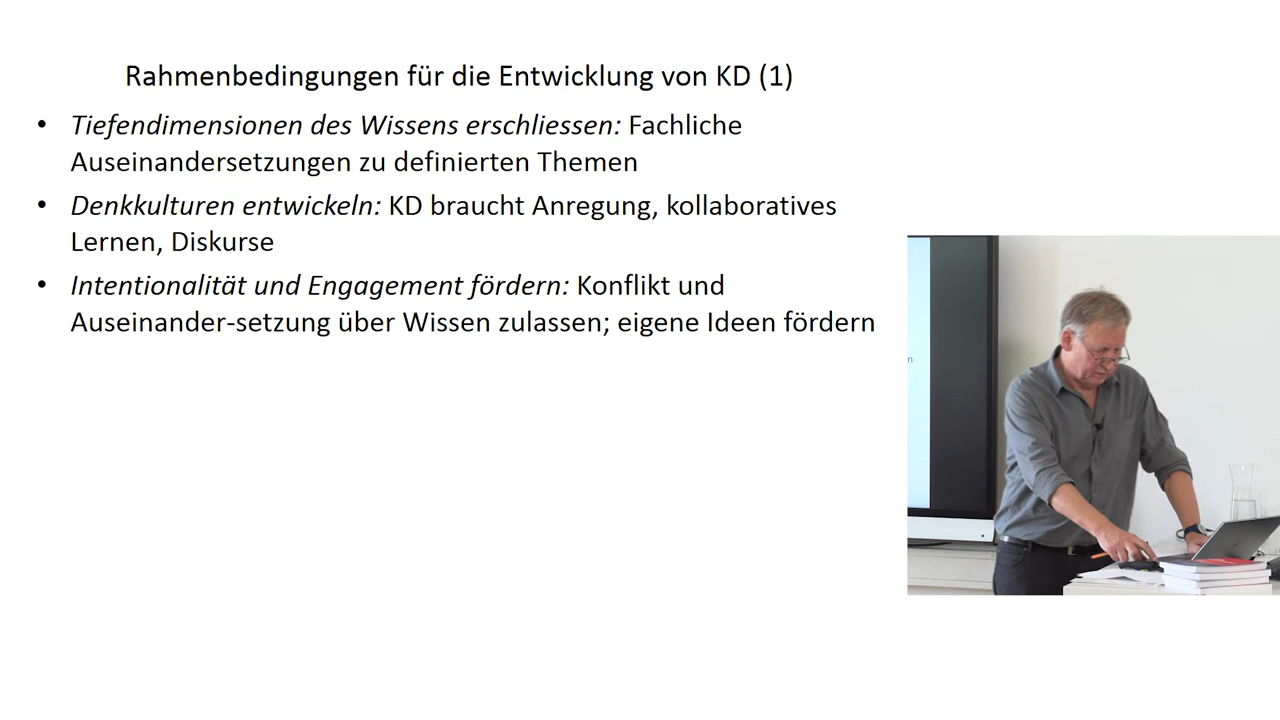 Rahmenbedingungen für die Entwicklung von KD (1)
• Tiefendimensionen des Wissens erschliessen: Fachliche
Auseinandersetzungen zu definierten Themen
• Denkkulturen entwickeln: KD braucht Anregung, kollaboratives
Lernen, Diskurse
• Intentionalität und Engagement fördern: Konflikt und
Auseinander-setzung über Wissen zulassen; eigene Ideen fördern
n